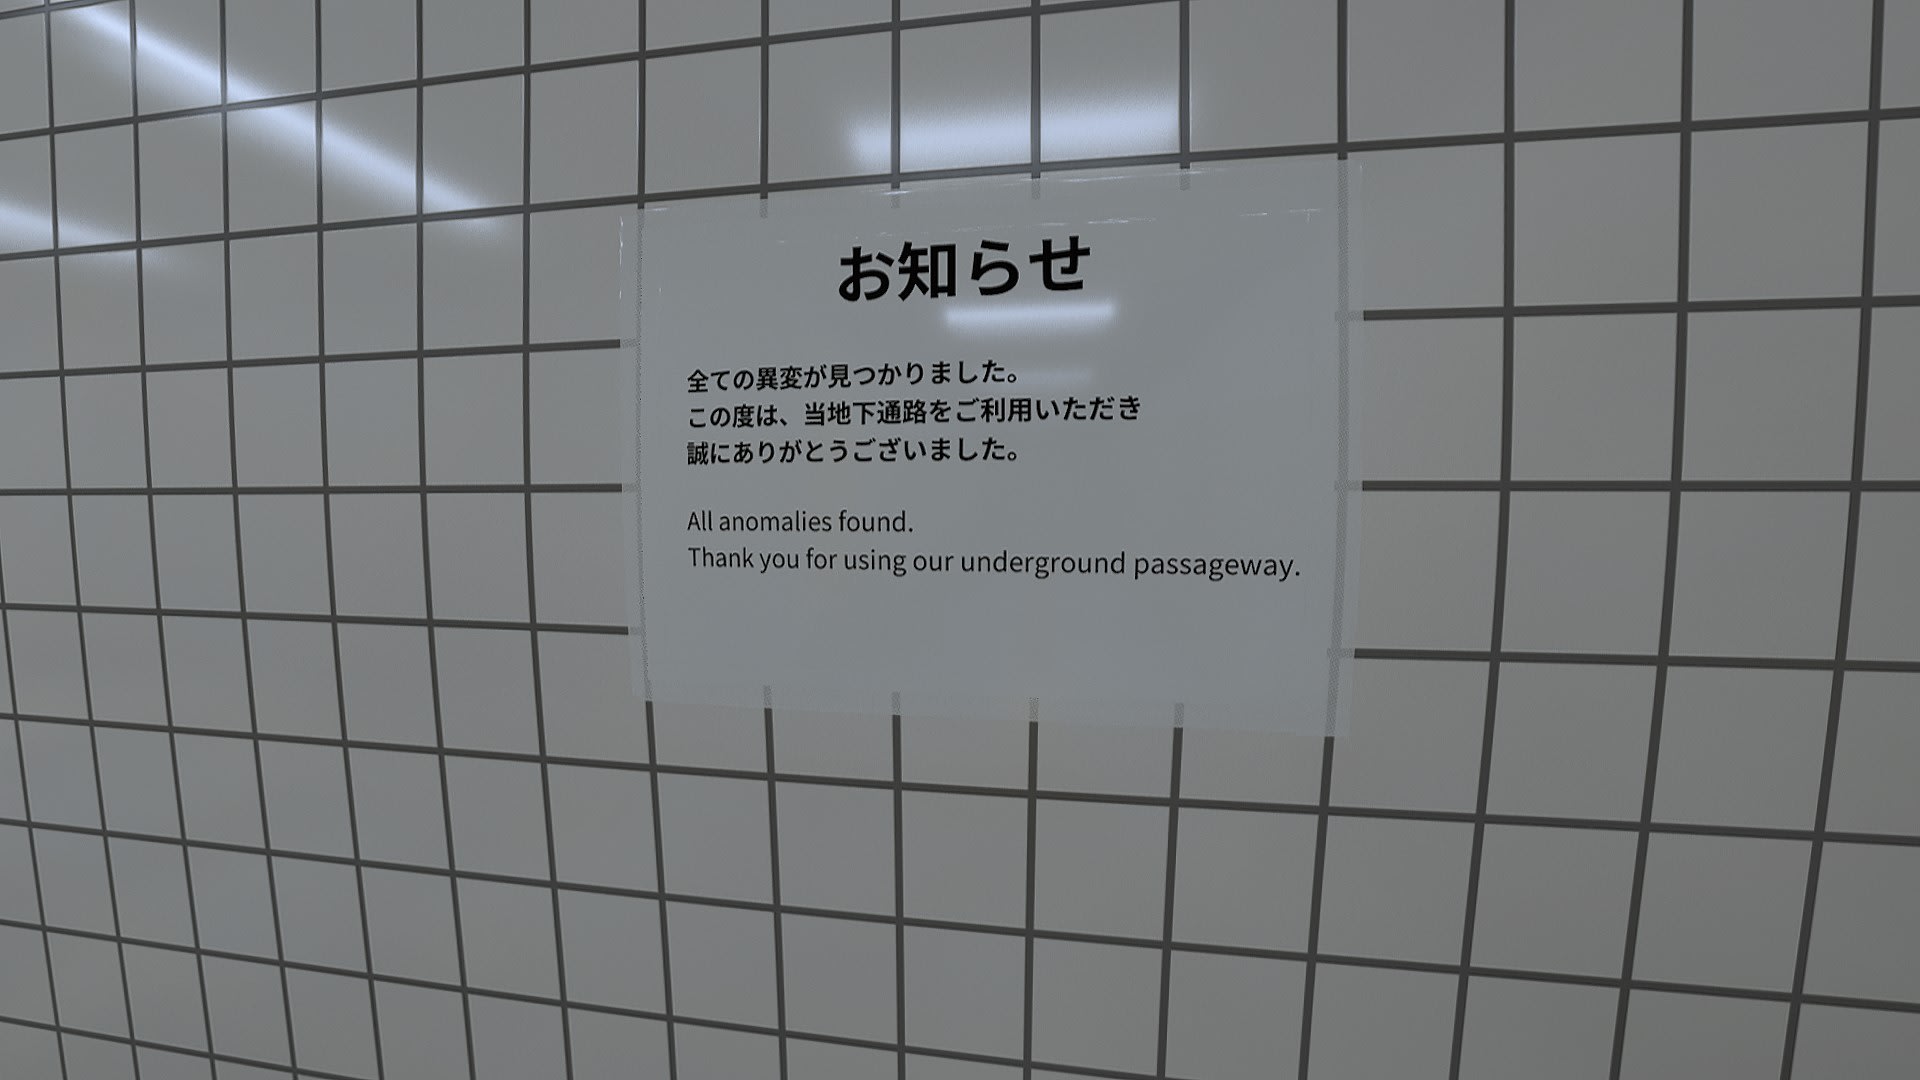 お知らせ
全ての異変が見つかりました。
この度は、当地下通路をご利用いただき
誠にありがとうございました。
All anomalies found.
Thank you for using our underground passageway.